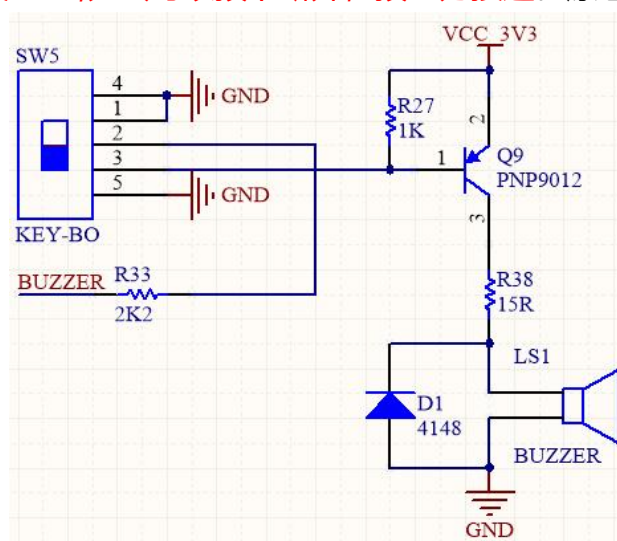 VCC_3V3
SW5
4
1
2
3
5
GND
GND
KEY-BO
R27
1K
1
2
3
Q9
PNP9012
BUZZER
R33
2K2
R38
15R
LS1
D1
4148
BUZZER
GND